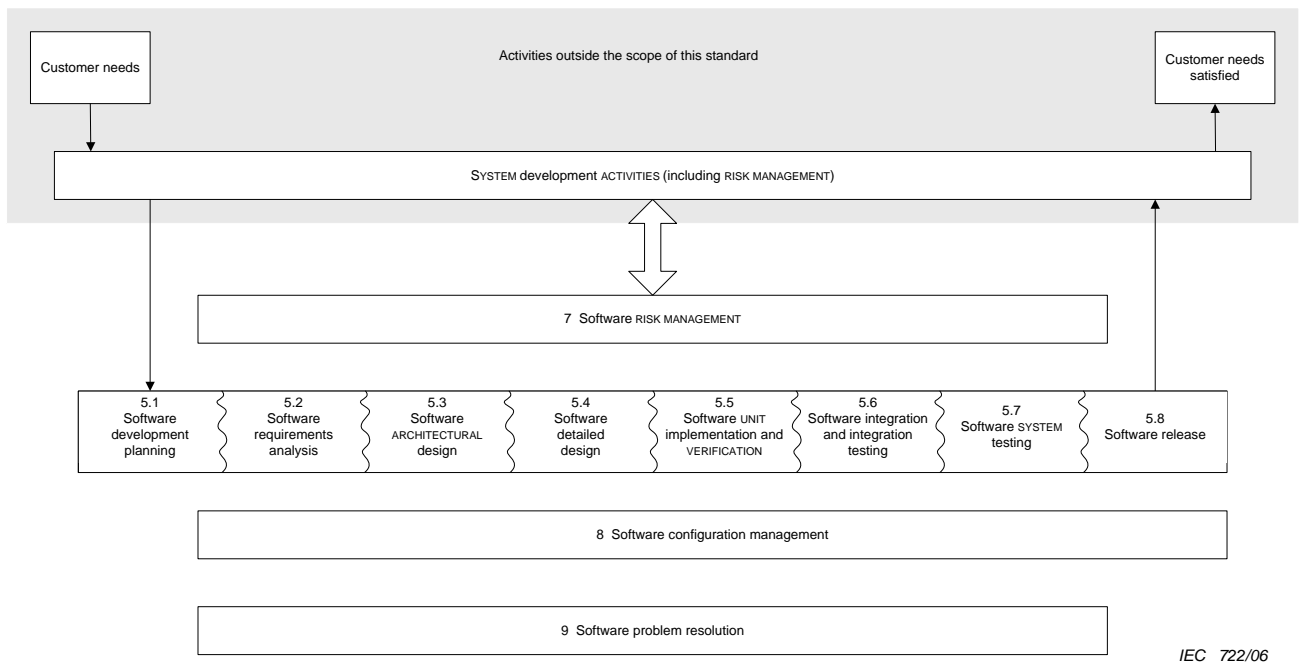 Activities outside the scope of this standard
Customer needs
Customer needs
satisfied
SYSTEM development ACTIVITIES (including RISK MANAGEMENT)
7 Software RISK MANAGEMENT
5.1
Software
development
planning
5.2
Software
requirements
analysis
5.3
Software
ARCHITECTURAL
design
5.4
Software
detailed
design
5.5
Software UNIT
implementation and
VERIFICATION
5.6
Software integration
and integration
testing
5.7
Software SYSTEM
testing
5.8
Software release
8 Software configuration management
9 Software problem resolution
IEC 722/06